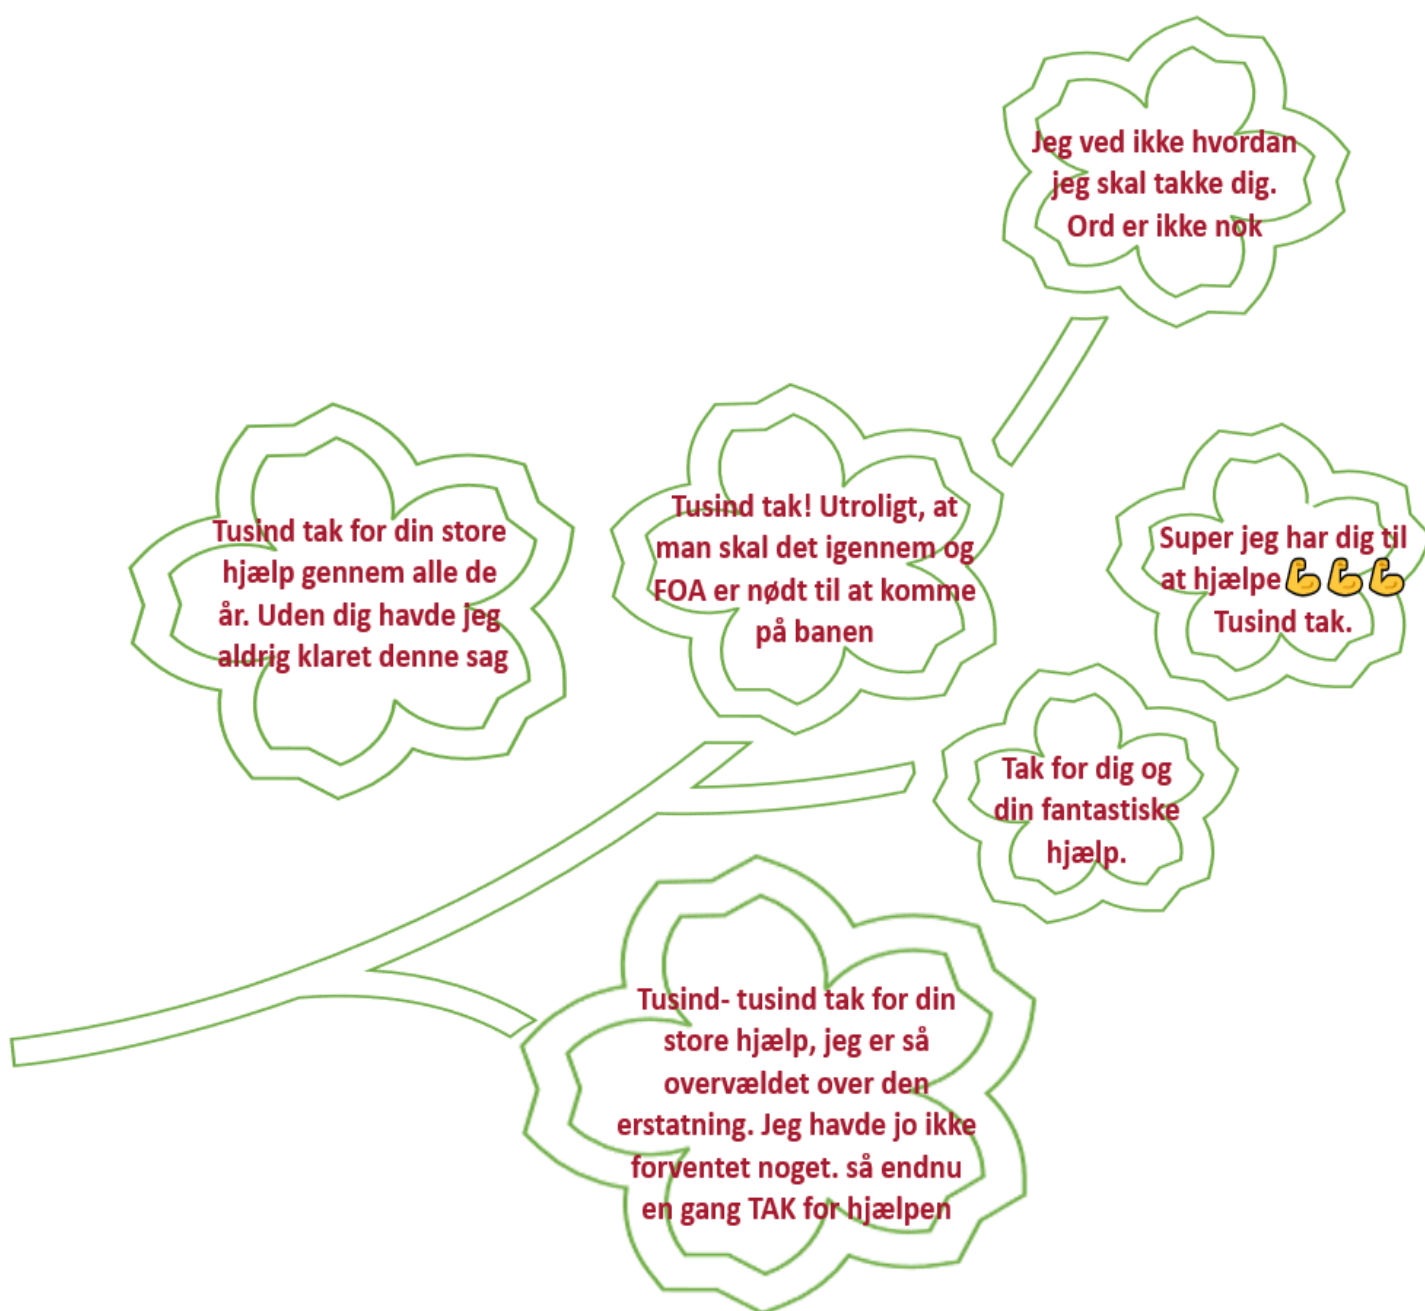 Jeg ved ikke hvordan
jeg skal takke dig.
Ord er ikke nok
Tusind tak for din store
hjælp gennem alle de
år. Uden dig havde jeg
aldrig klaret denne sag
Tusind tak! Utroligt, at
man skal det igennem og
FOA er nødt til at komme
på banen
Super jeg har dig til
at hjælpe💪💪💪
Tusind tak.
Tak for dig og
din fantastiske
hjælp.
Tusind- tusind tak for din
store hjælp, jeg er så
overvældet over den
erstatning. Jeg havde jo ikke
forventet noget. så endnu
en gang TAK for hjælpen